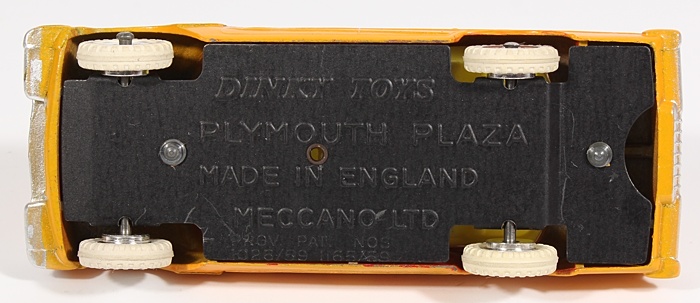 DINKY TOYS
PLYMOUTH PLAZA
MADE IN ENGLAND
MECCANO LTD
PROV. PAT. NOS